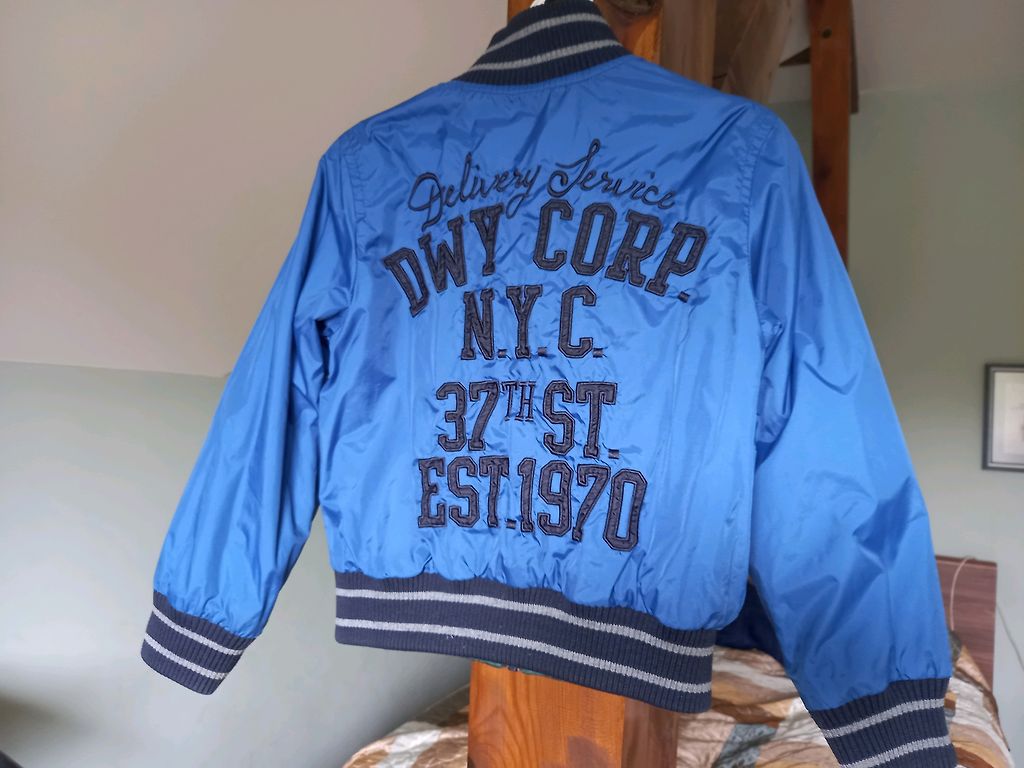 Delivery Service
DWY CORP.
N.Y.C.
37TH ST.
EST.1970